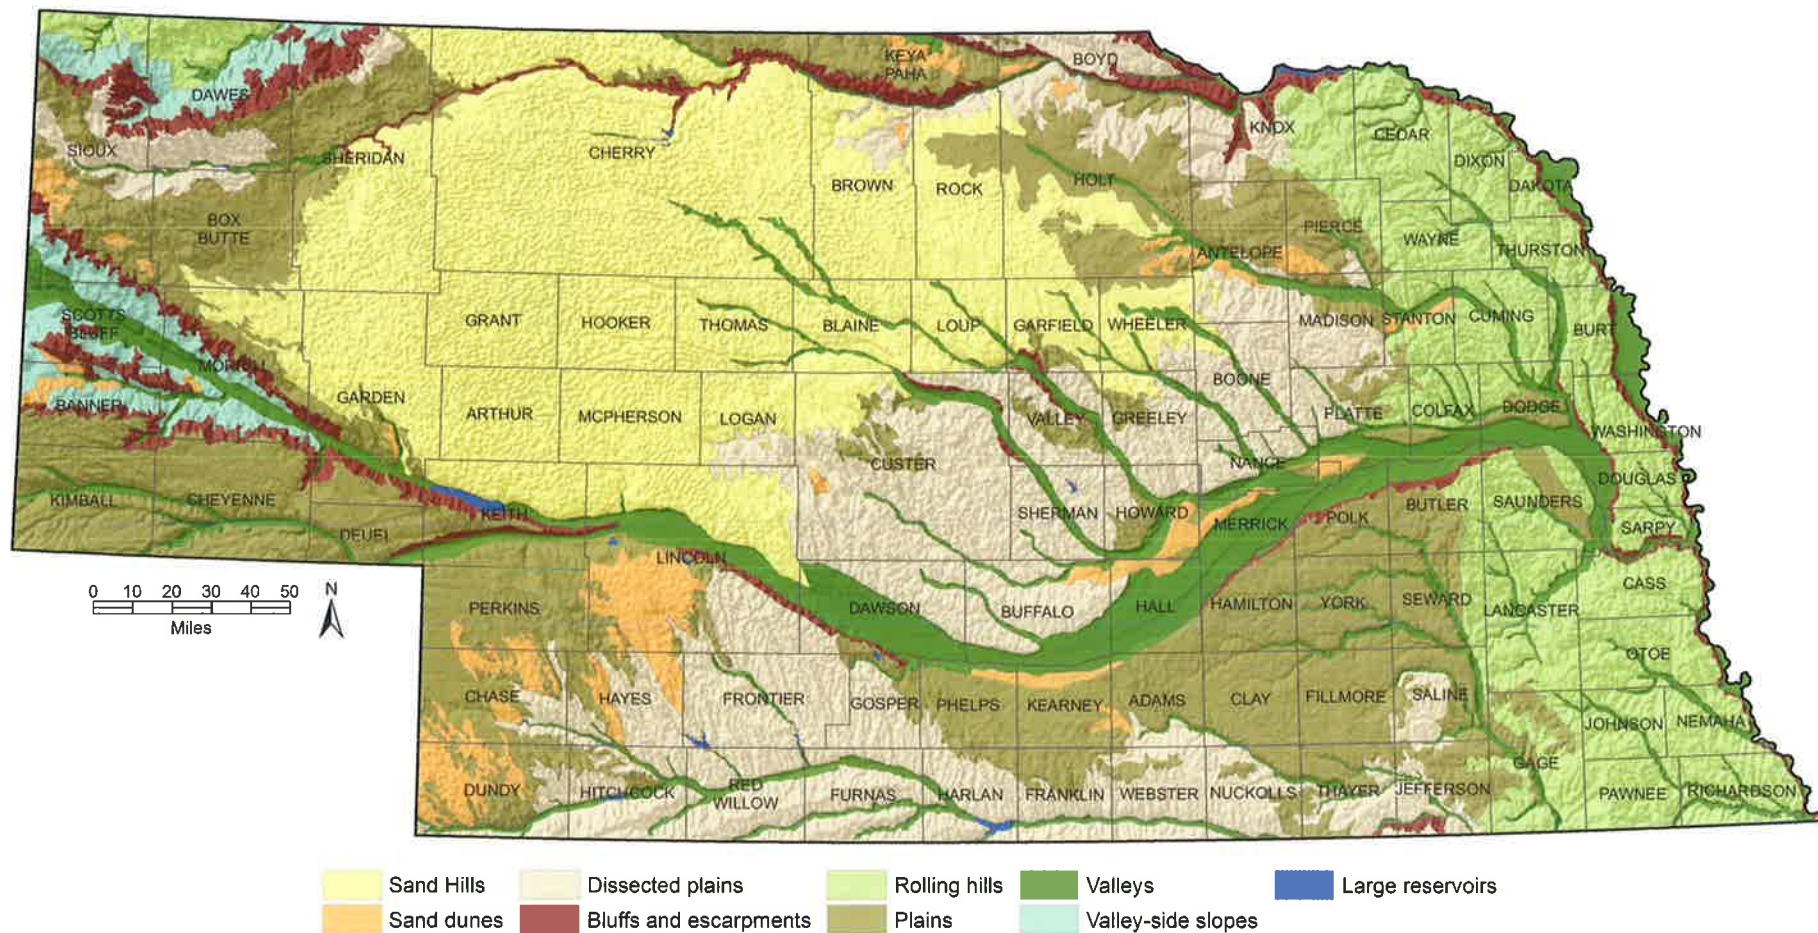 KEYA
PAHA
BOYD
DAWES
SIOUX
SHERIDAN
CHERRY
KNOX
CEDAR
DIXON
DAKOTA
BROWN
ROCK
HOLT
BOX
BUTTE
PIERCE
WAYNE
THURSTON
ANTELOPE
SCOTTS
BLUFF
GRANT
HOOKER
THOMAS
BLAINE
LOUP
GARFIELD
WHEELER
MADISON
STANTON
CUMING
BURT
MORRILL
BANNER
GARDEN
ARTHUR
MCPHERSON
LOGAN
VALLEY
GREELEY
BOONE
PLATTE
COLFAX
DODGE
WASHINGTON
CUSTER
NANCE
DOUGLAS
KIMBALL
CHEYENNE
DEUEL
KEITH
LINCOLN
SHERMAN
HOWARD
MERRICK
POLK
BUTLER
SAUNDERS
SARPY
CASS
PERKINS
DAWSON
BUFFALO
HALL
HAMILTON
YORK
SEWARD
LANCASTER
OTOE
CHASE
HAYES
FRONTIER
GOSPER
PHELPS
KEARNEY
ADAMS
CLAY
FILLMORE
SALINE
JOHNSON
NEMAHA
GAGE
DUNDY
HITCHCOCK
RED
WILLOW
FURNAS
HARLAN
FRANKLIN
WEBSTER
NUCKOLLS
THAYER
JEFFERSON
PAWNEE
RICHARDSON
0 10 20 30 40 50
Miles
N
Sand Hills
Dissected plains
Rolling hills
Valleys
Large reservoirs
Sand dunes
Bluffs and escarpments
Plains
Valley-side slopes